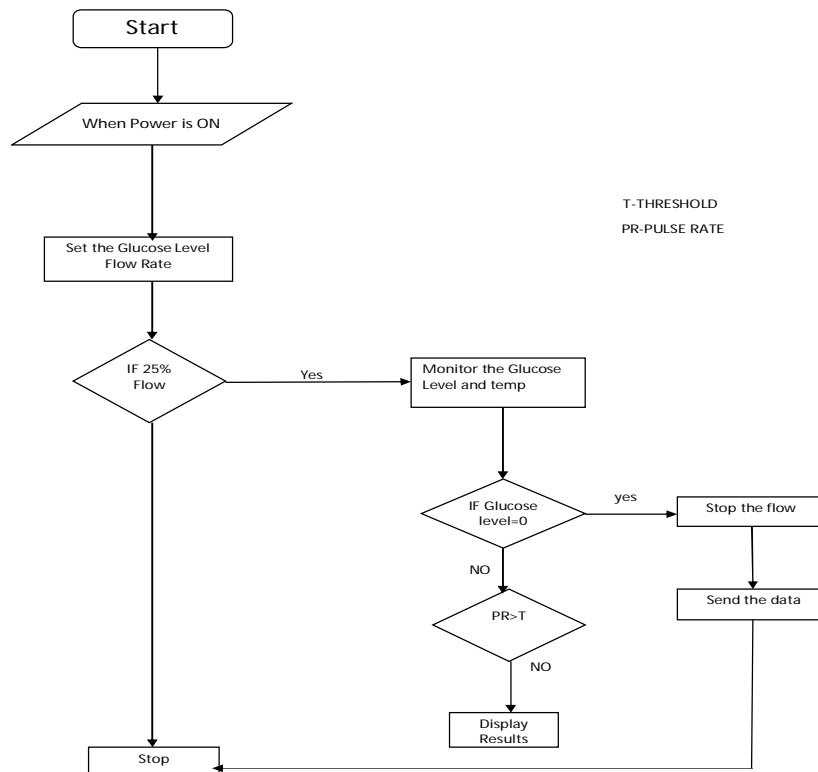 Start
When Power is ON
T-THRESHOLD
PR-PULSE RATE
Set the Glucose Level
Flow Rate
IF 25%
Flow
Yes
Monitor the Glucose
Level and temp
IF Glucose
level=0
yes
Stop the flow
NO
Send the data
PR>T
NO
Display
Results
Stop